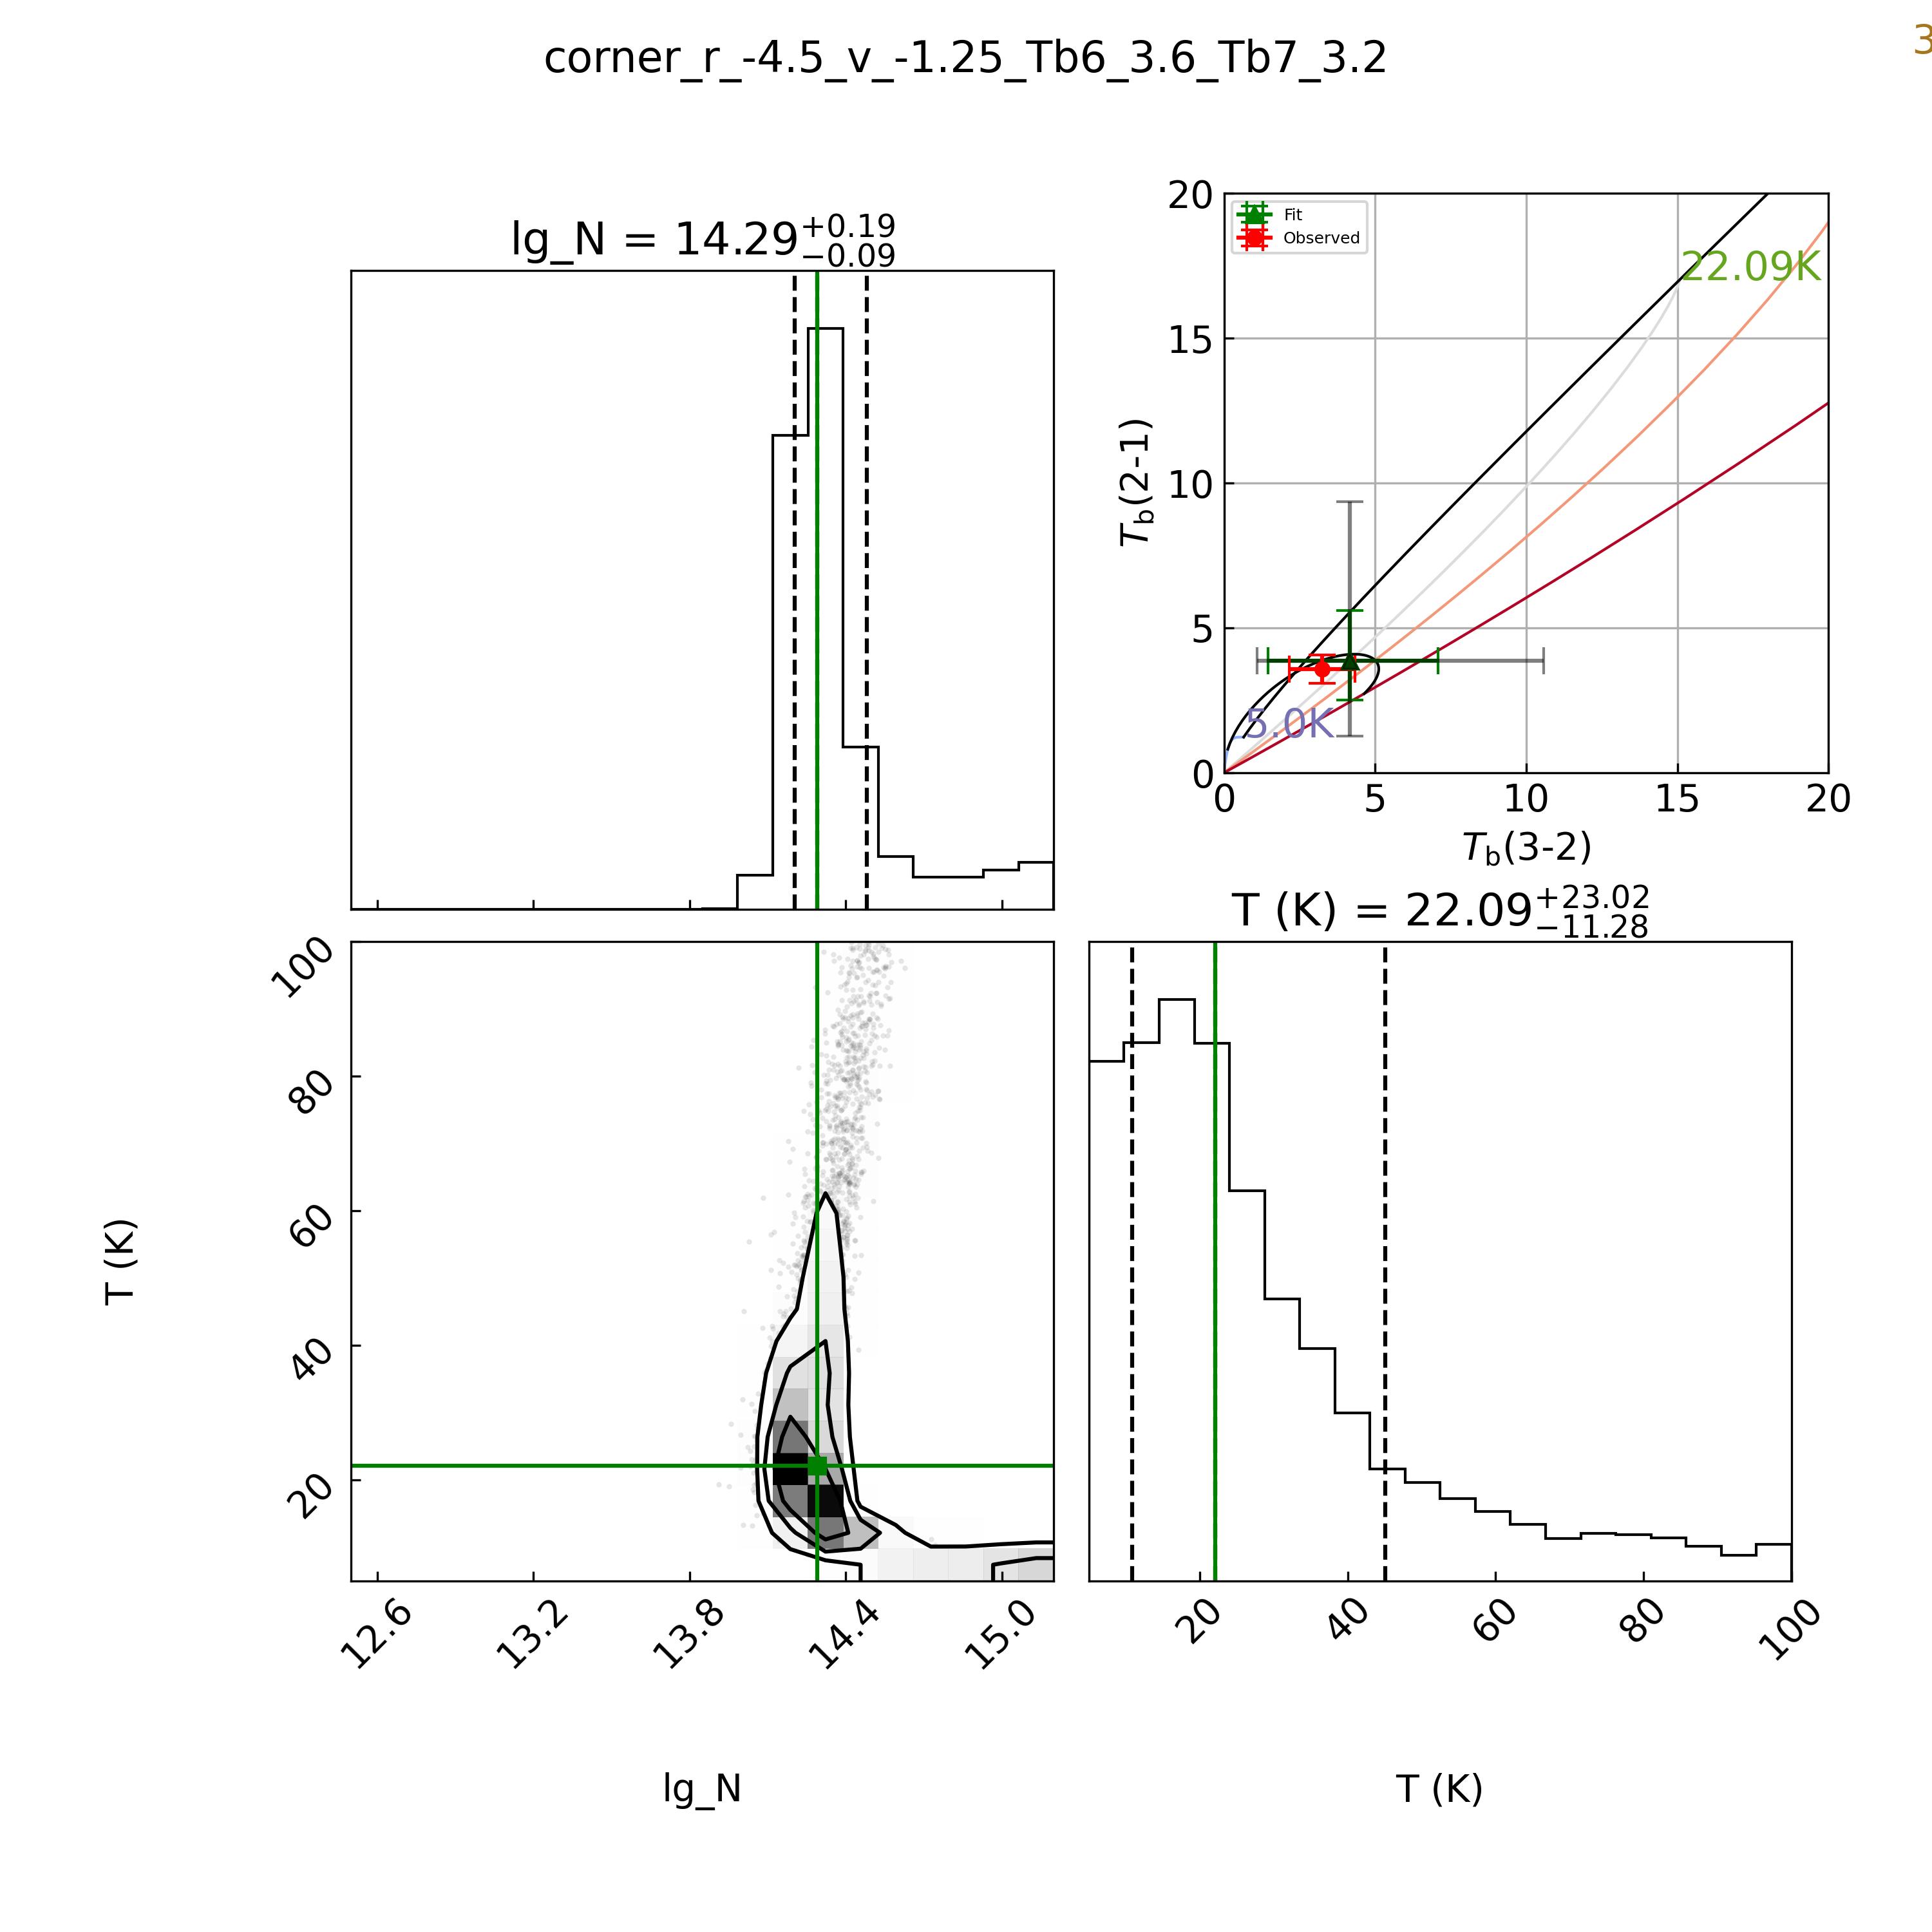 corner_r_-4.5_v_-1.25_Tb6_3.6_Tb7_3.2
3
lg_N = 14.29+0.19−0.09
20
15
10
5
0
Tb(2-1)
Fit
Observed
22.09K
5.0K
0 5 10 15 20
Tb(3-2)
T (K) = 22.09+23.02−11.28
100
80
60
40
20
T (K)
12.6 13.2 13.8 14.4 15.0
20 40 60 80 100
lg_N
T (K)